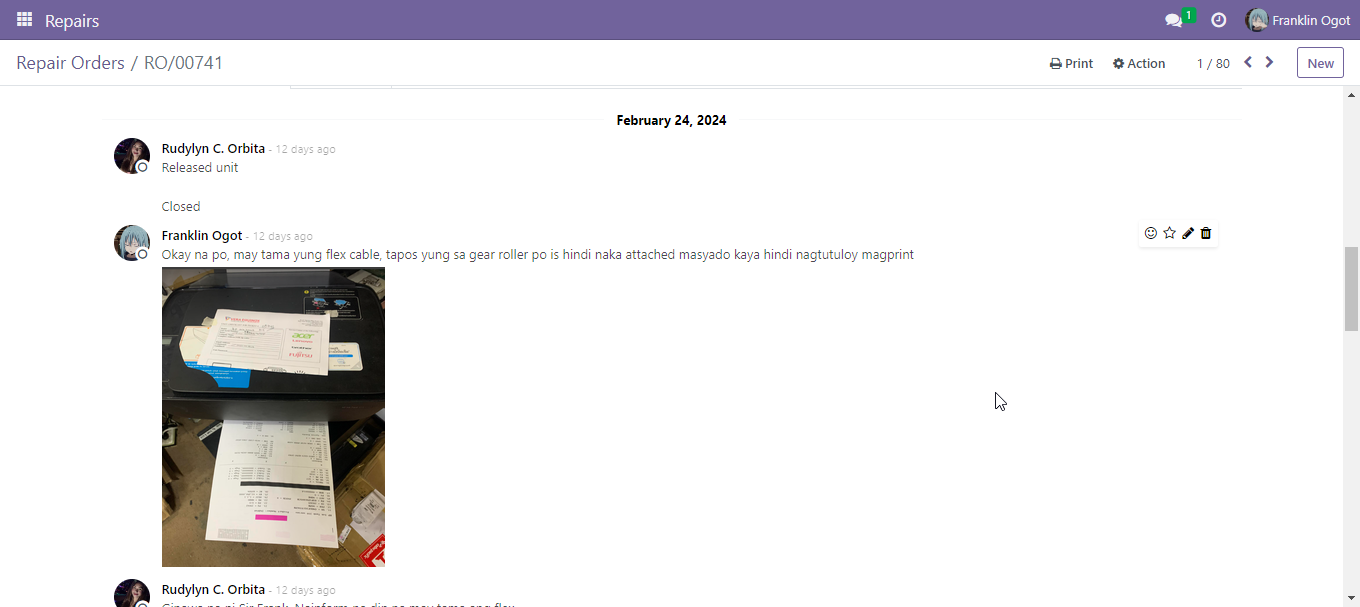 Repairs
1
Franklin Ogot
Repair Orders / RO/00741
Print
Action
1 / 80
New
February 24, 2024
Rudylyn C. Orbita - 12 days ago
Released unit
Closed
Franklin Ogot - 12 days ago
Okay na po, may tama yung flex cable, tapos yung sa gear roller po is hindi naka attached masyado kaya hindi nagtutuloy magprint
acer
FUJITSU
Rudylyn C. Orbita - 12 days ago